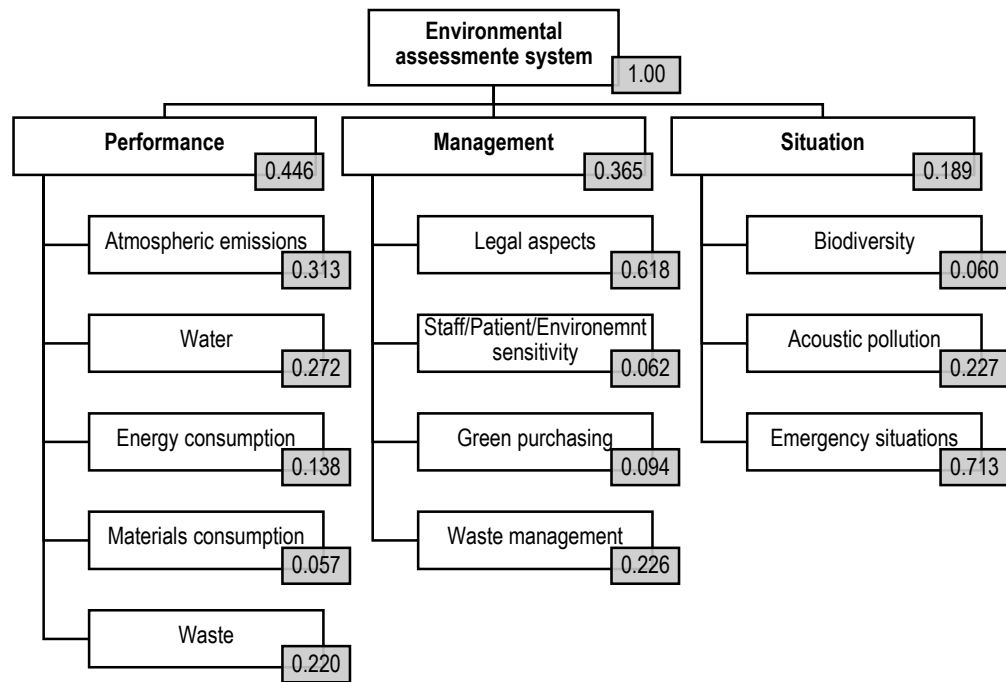 Environmental
assessmente system
1.00
Performance
0.446
Management
0.365
Situation
0.189
Atmospheric emissions
0.313
Legal aspects
0.618
Biodiversity
0.060
Water
0.272
Staff/Patient/Environemnt
sensitivity
0.062
Acoustic pollution
0.227
Energy consumption
0.138
Green purchasing
0.094
Emergency situations
0.713
Materials consumption
0.057
Waste management
0.226
Waste
0.220